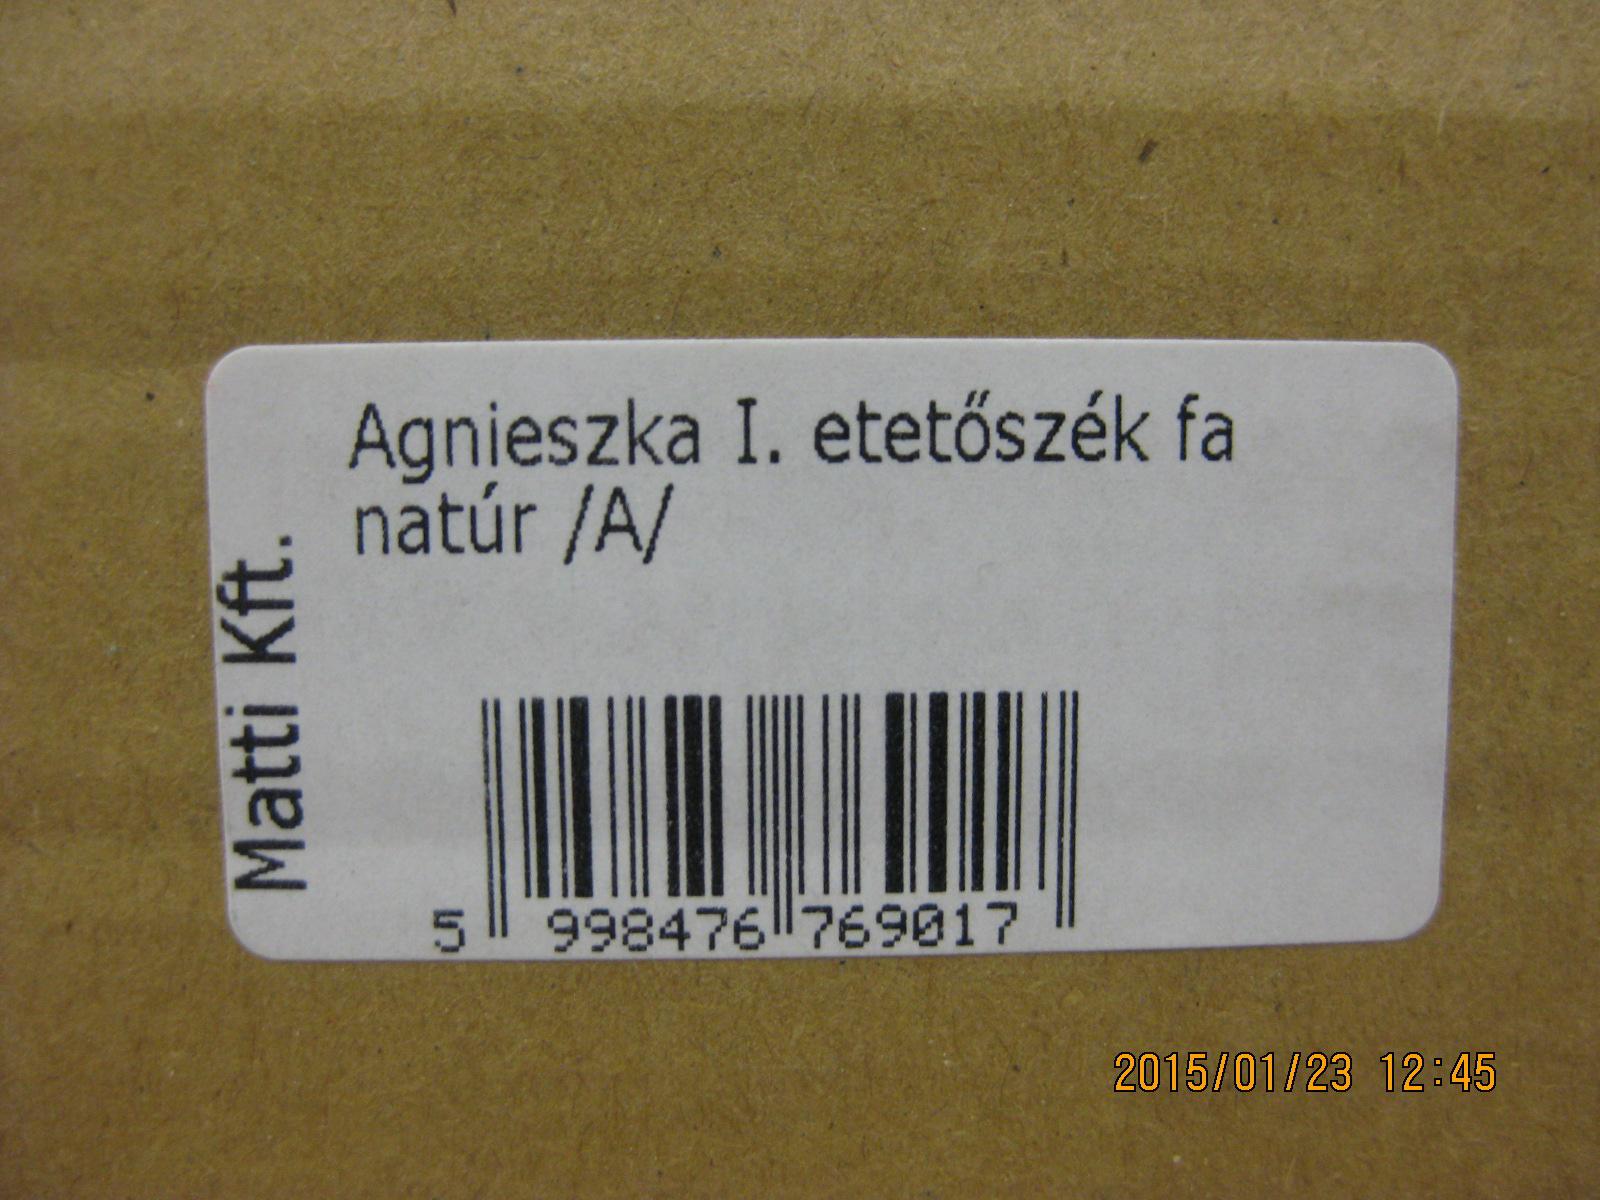 Agnieszka I. etetőszék fa
natúr /A/
Matti Kft.
5 998476 769017
2015/01/23 12:45